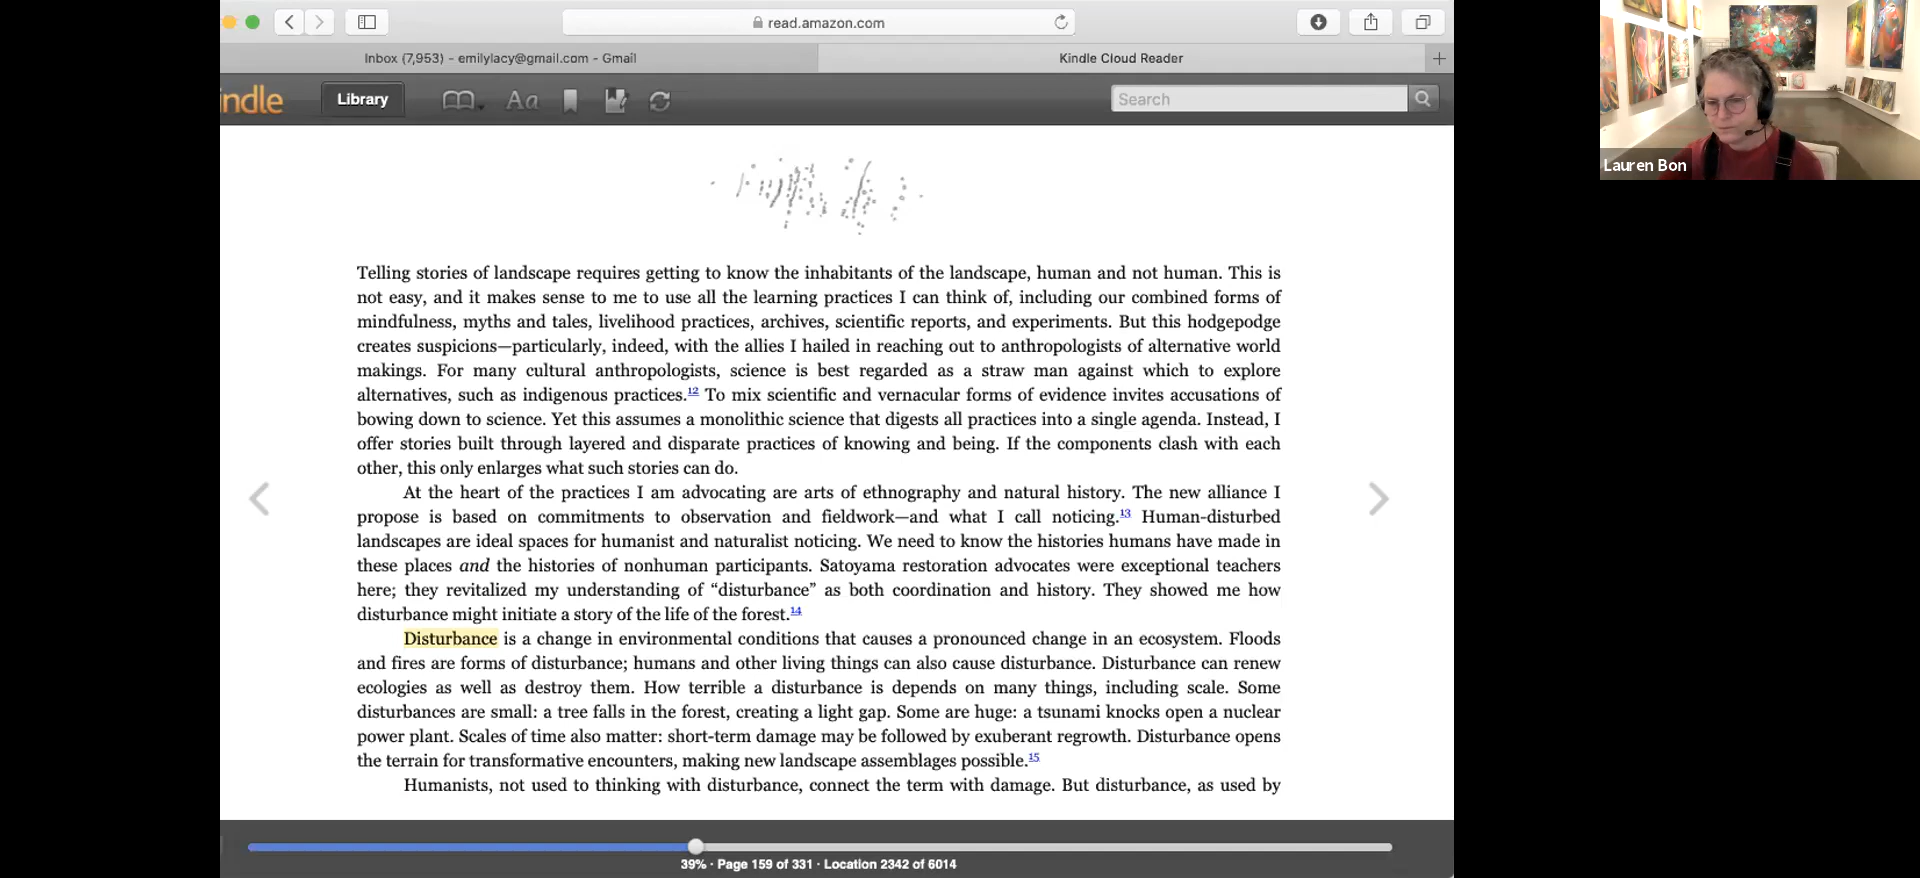 read.amazon.com
Inbox (7,953) - emilylacy@gmail.com - Gmail
Kindle Cloud Reader
ndle
Library
Aa
Search
Lauren Bon
Telling stories of landscape requires getting to know the inhabitants of the landscape, human and not human. This is
not easy, and it makes sense to me to use all the learning practices I can think of, including our combined forms of
mindfulness, myths and tales, livelihood practices, archives, scientific reports, and experiments. But this hodgepodge
creates suspicions—particularly, indeed, with the allies I hailed in reaching out to anthropologists of alternative world
makings. For many cultural anthropologists, science is best regarded as a straw man against which to explore
alternatives, such as indigenous practices.12 To mix scientific and vernacular forms of evidence invites accusations of
bowing down to science. Yet this assumes a monolithic science that digests all practices into a single agenda. Instead, I
offer stories built through layered and disparate practices of knowing and being. If the components clash with each
other, this only enlarges what such stories can do.
At the heart of the practices I am advocating are arts of ethnography and natural history. The new alliance I
propose is based on commitments to observation and fieldwork—and what I call noticing.13 Human-disturbed
landscapes are ideal spaces for humanist and naturalist noticing. We need to know the histories humans have made in
these places and the histories of nonhuman participants. Satoyama restoration advocates were exceptional teachers
here; they revitalized my understanding of “disturbance” as both coordination and history. They showed me how
disturbance might initiate a story of the life of the forest.14
Disturbance is a change in environmental conditions that causes a pronounced change in an ecosystem. Floods
and fires are forms of disturbance; humans and other living things can also cause disturbance. Disturbance can renew
ecologies as well as destroy them. How terrible a disturbance is depends on many things, including scale. Some
disturbances are small: a tree falls in the forest, creating a light gap. Some are huge: a tsunami knocks open a nuclear
power plant. Scales of time also matter: short-term damage may be followed by exuberant regrowth. Disturbance opens
the terrain for transformative encounters, making new landscape assemblages possible.15
Humanists, not used to thinking with disturbance, connect the term with damage. But disturbance, as used by
39% · Page 159 of 331 · Location 2342 of 6014